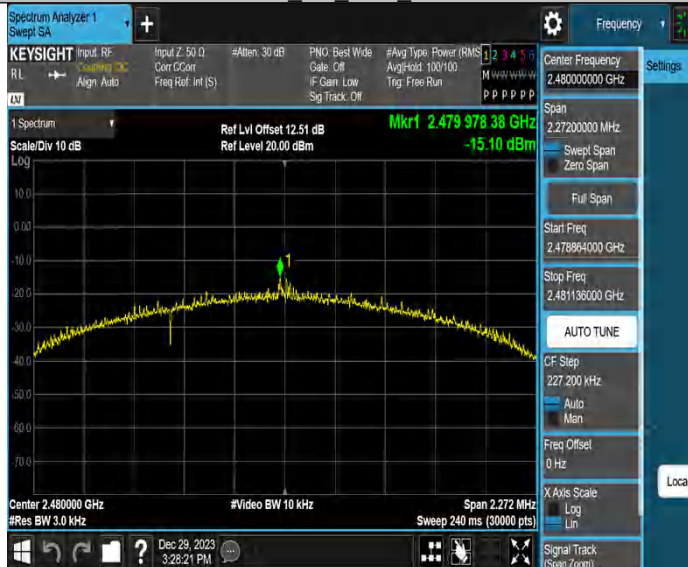 Spectrum Analyzer 1
Swept SA
+
Frequency
KEYSIGHT
Input: RF
Coupling: DC
Align: Auto
RL
LXI
Input Z: 50 Ω
Corr CCorr
Freq Ref: Int (S)
#Atten: 30 dB
PNO: Best Wide
Gate: Off
IF Gain: Low
Sig Track: Off
#Avg Type: Power (RMS
Avg|Hold: 100/100
Trig: Free Run
1 2 3 4 5 6
M W W W W W
P P P P P P
1 Spectrum
Scale/Div 10 dB
Log
Ref Lvl Offset 12.51 dB
Ref Level 20.00 dBm
Mkr1 2.479 978 38 GHz
-15.10 dBm
10.0
0.00
-10.0
-20.0
-30.0
-40.0
-50.0
-60.0
-70.0
1
Center 2.480000 GHz
#Res BW 3.0 kHz
#Video BW 10 kHz
Span 2.272 MHz
Sweep 240 ms (30000 pts)
Dec 29, 2023
3:28:21 PM
?
Center Frequency
2.480000000 GHz
Settings
Span
2.27200000 MHz
Swept Span
Zero Span
Full Span
Start Freq
2.478864000 GHz
Stop Freq
2.481136000 GHz
AUTO TUNE
CF Step
227.200 kHz
Auto
Man
Freq Offset
0 Hz
X Axis Scale
Log
Lin
Loca
Signal Track
(Span Zoom)